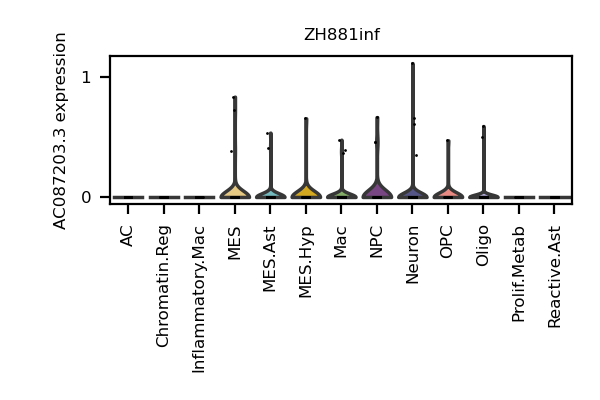 ZH881inf
AC087203.3 expression
1
0
AC
Chromatin.Reg
Inflammatory.Mac
MES
MES.Ast
MES.Hyp
Mac
NPC
Neuron
OPC
Oligo
Prolif.Metab
Reactive.Ast